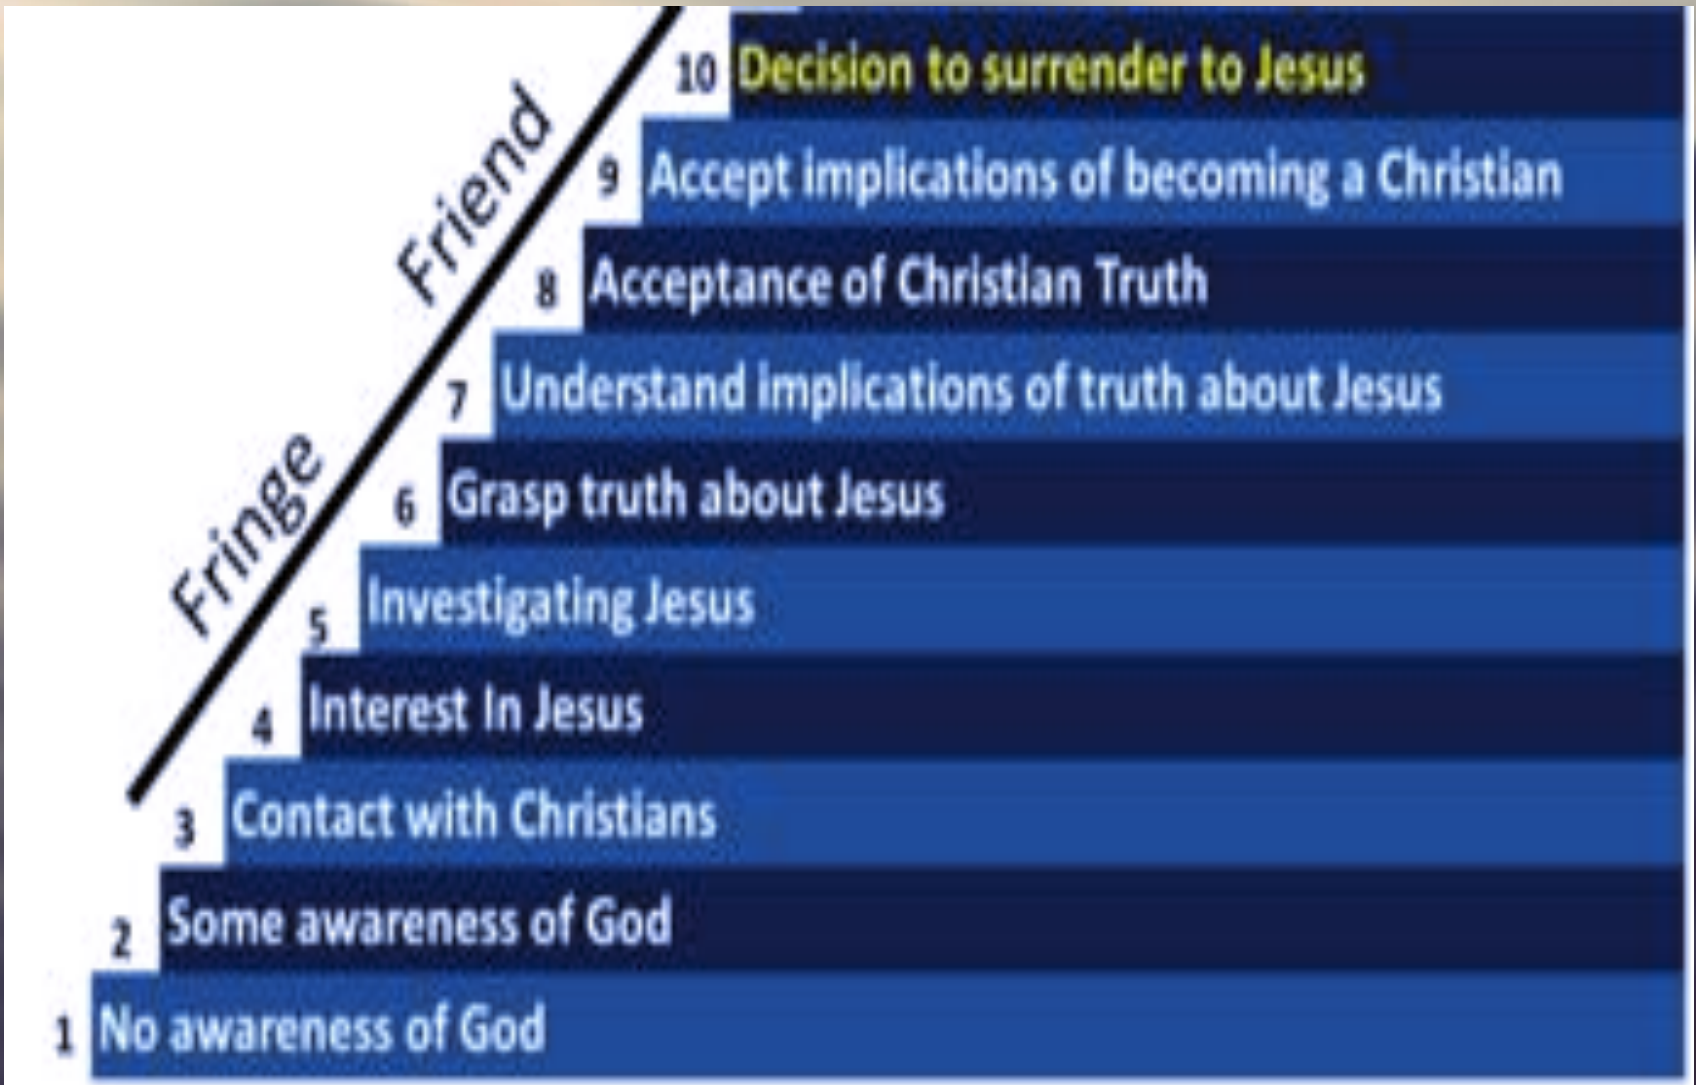 10 Decision to surrender to Jesus
9 Accept implications of becoming a Christian
8 Acceptance of Christian Truth
7 Understand implications of truth about Jesus
6 Grasp truth about Jesus
5 Investigating Jesus
4 Interest In Jesus
3 Contact with Christians
2 Some awareness of God
1 No awareness of God
Friend
Fringe